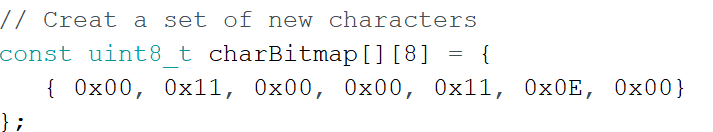 // Creat a set of new characters
const uint8_t charBitmap[][8] = {
{ 0x00, 0x11, 0x00, 0x00, 0x11, 0x0E, 0x00}
};